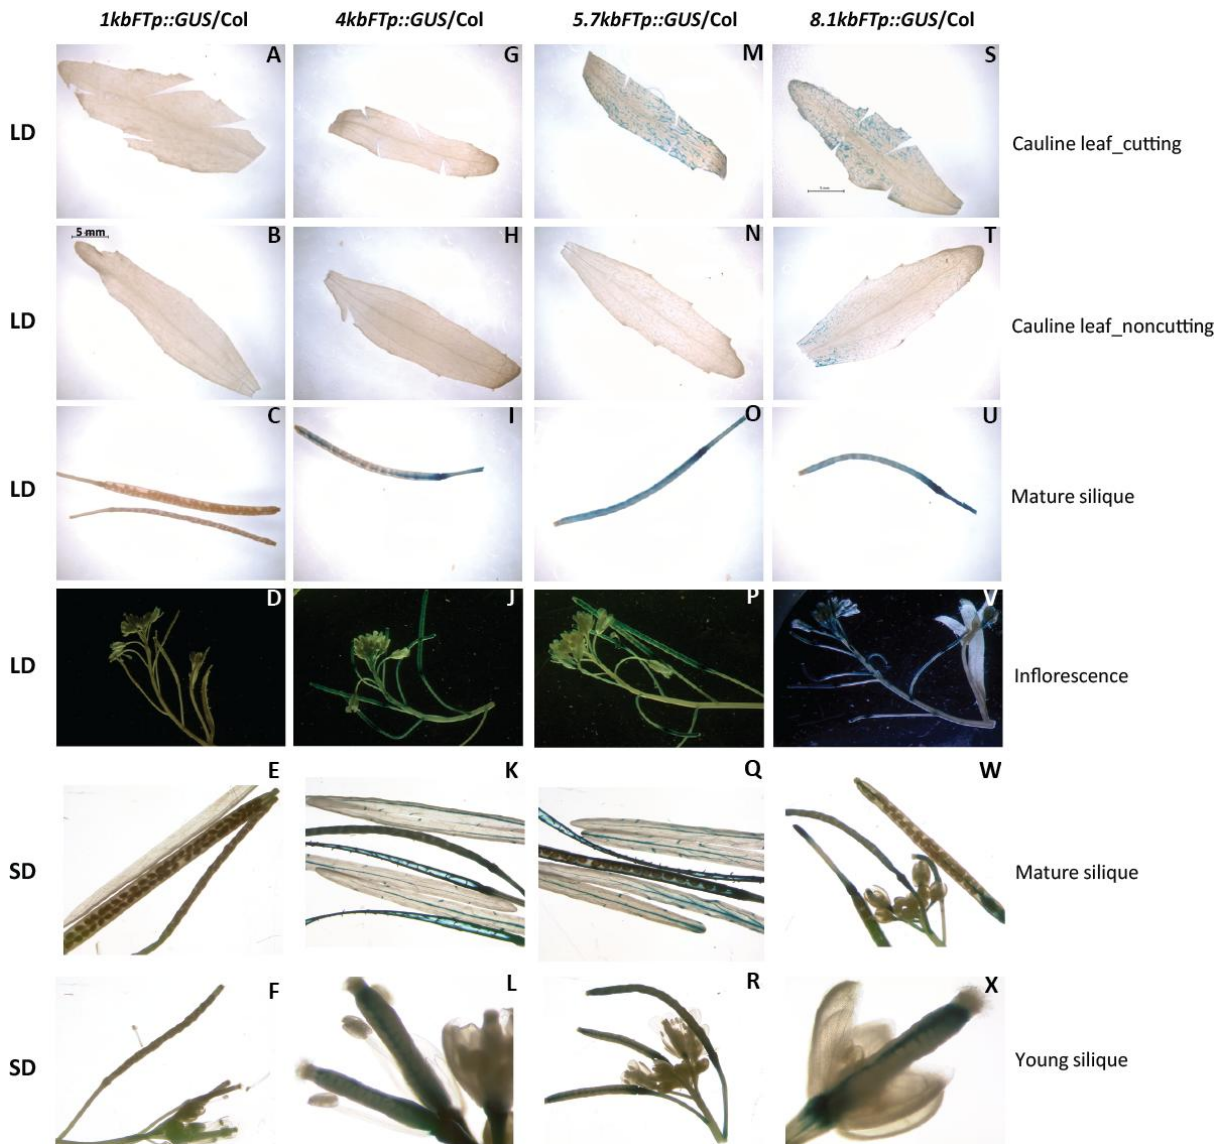 1kbFTp::GUS/Col 4kbFTp::GUS/Col 5.7kbFTp::GUS/Col 8.1kbFTp::GUS/Col
LD A G M S Cauline leaf_cutting
5 mm
LD B H N T Cauline leaf_noncutting
LD C I O U Mature silique
LD D J P V Inflorescence
SD E K Q W Mature silique
SD F L R X Young silique